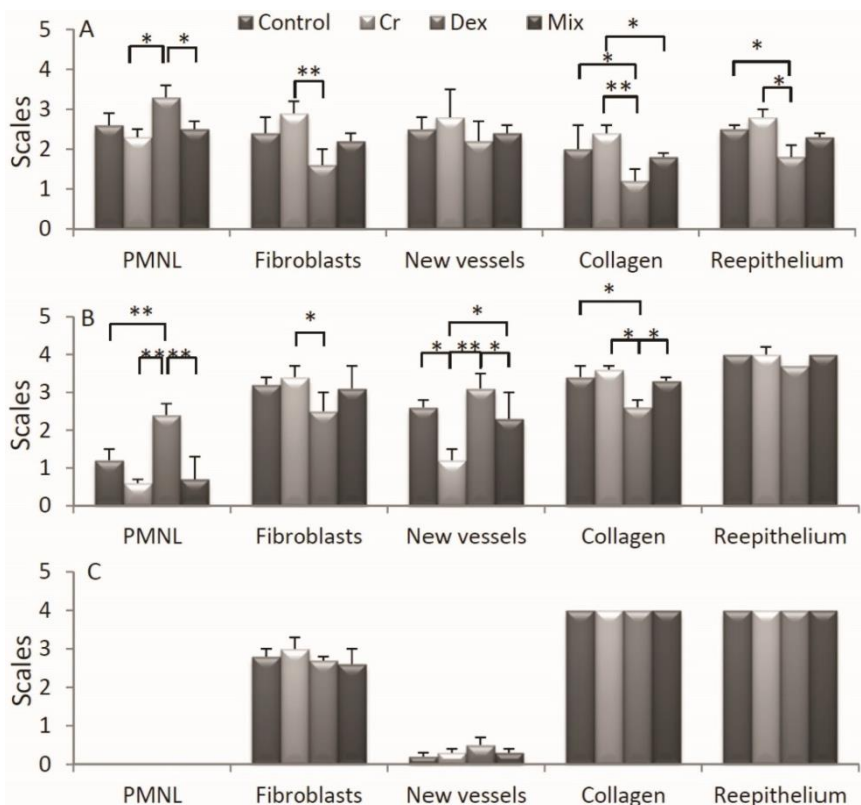 A
Control Cr Dex Mix
Scales
5
4
3
2
1
0
* *
**
*
*
**
*
*
PMNL Fibroblasts New vessels Collagen Reepithelium
B
Scales
5
4
3
2
1
0
**
** **
*
*
* ** *
*
* *
PMNL Fibroblasts New vessels Collagen Reepithelium
C
Scales
5
4
3
2
1
0
PMNL Fibroblasts New vessels Collagen Reepithelium